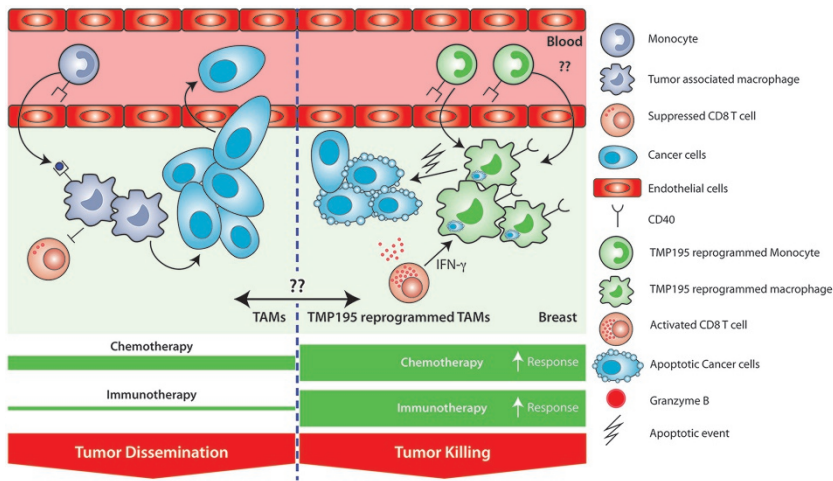 Blood
??
IFN-γ
??
TAMs
TMP195 reprogrammed TAMs
Breast
Chemotherapy
Chemotherapy
Response
Immunotherapy
Immunotherapy
Response
Tumor Dissemination
Tumor Killing
Monocyte
Tumor associated macrophage
Suppressed CD8 T cell
Cancer cells
Endothelial cells
CD40
TMP195 reprogrammed Monocyte
TMP195 reprogrammed macrophage
Activated CD8 T cell
Apoptotic Cancer cells
Granzyme B
Apoptotic event